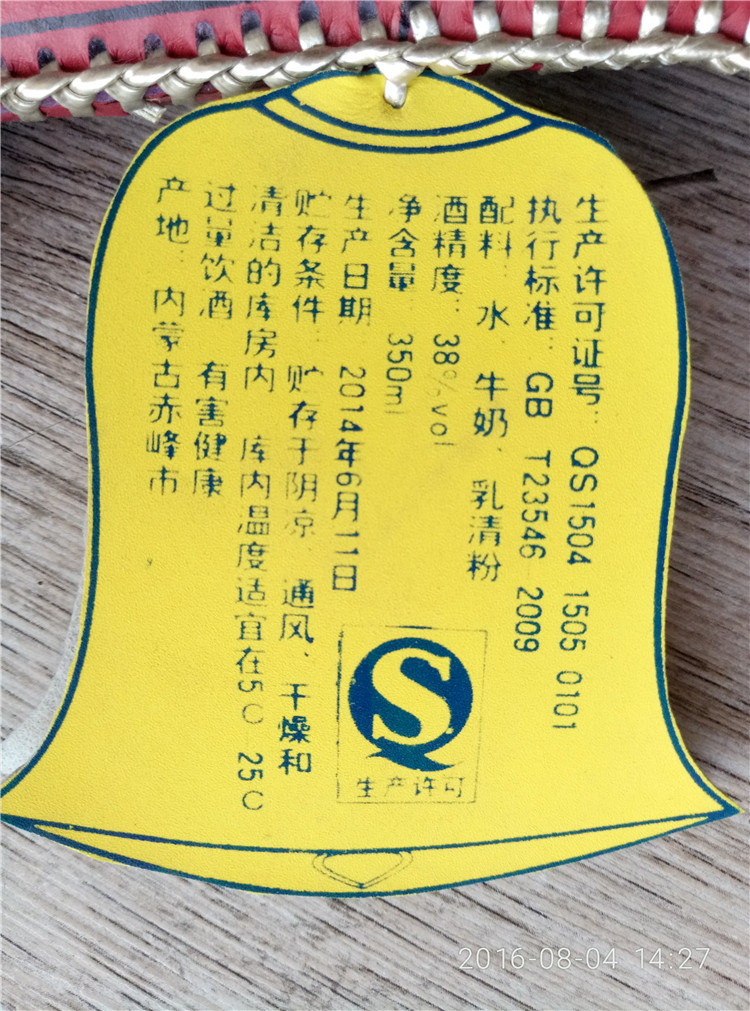 生产许可证号：QS1504 1505 0101
执行标准：GB T23546 2009
配料：水、牛奶、乳清粉
酒精度：38%vol
净含量：350ml
生产日期 2014年6月11日
贮存条件：贮存于阴凉、通风、干燥和
清洁的库房内 库内温度适宜在5C 25C
过量饮酒 有害健康
产地：内蒙古赤峰市
生产许可
2016-08-04 14:27